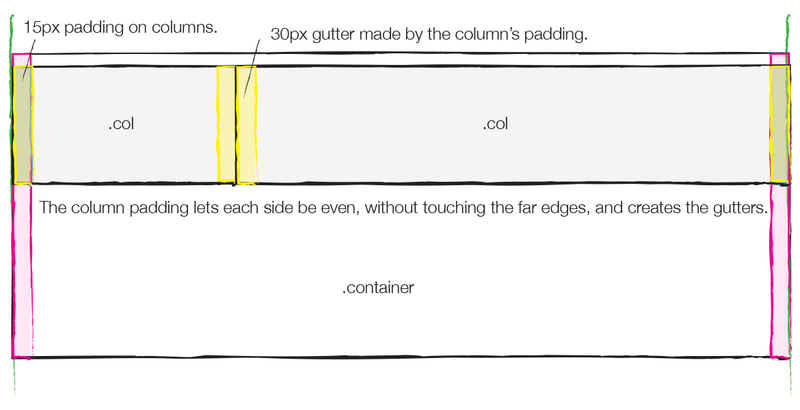 15px padding on columns.
30px gutter made by the column’s padding.
.col
.col
The column padding lets each side be even, without touching the far edges, and creates the gutters.
.container